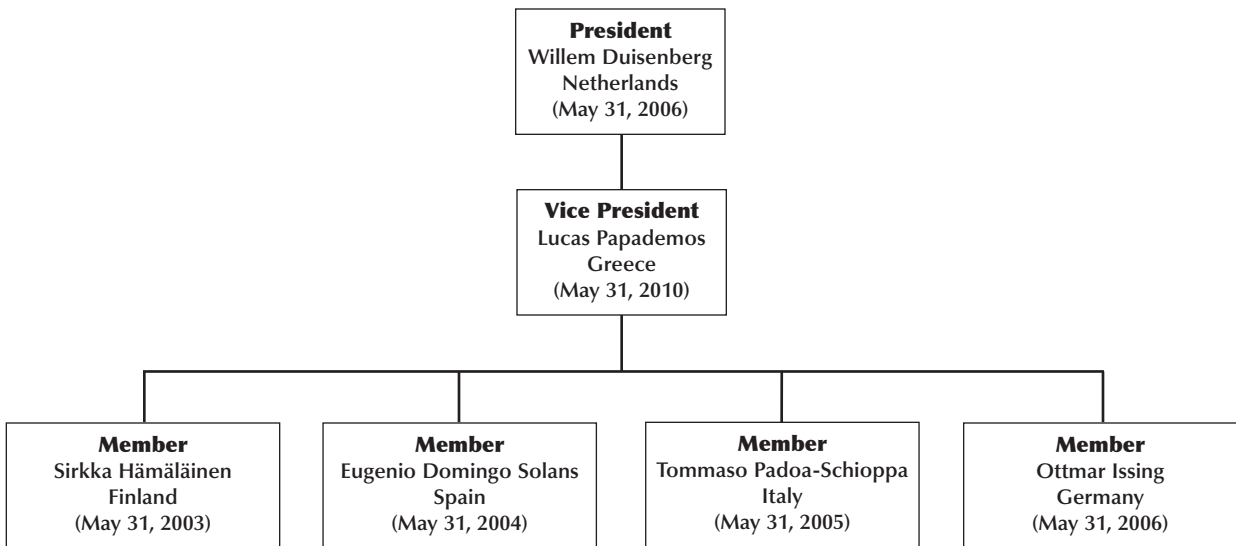 President
Willem Duisenberg
Netherlands
(May 31, 2006)
Vice President
Lucas Papademos
Greece
(May 31, 2010)
Member
Sirkka Hämäläinen
Finland
(May 31, 2003)
Member
Eugenio Domingo Solans
Spain
(May 31, 2004)
Member
Tommaso Padoa-Schioppa
Italy
(May 31, 2005)
Member
Ottmar Issing
Germany
(May 31, 2006)